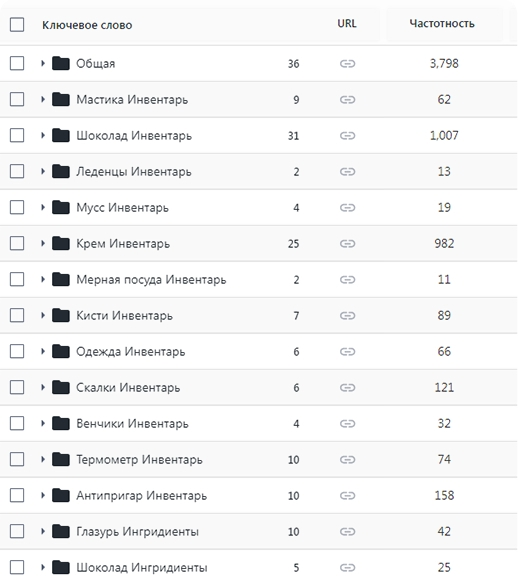 Ключевое слово URL Частотность
Общая 36 3,798
Мастика Инвентарь 9 62
Шоколад Инвентарь 31 1,007
Леденцы Инвентарь 2 13
Мусс Инвентарь 4 19
Крем Инвентарь 25 982
Мерная посуда Инвентарь 2 11
Кисти Инвентарь 7 89
Одежда Инвентарь 6 66
Скалки Инвентарь 6 121
Венчики Инвентарь 4 32
Термометр Инвентарь 10 74
Антипригар Инвентарь 10 158
Глазурь Ингридиенты 10 42
Шоколад Ингридиенты 5 25